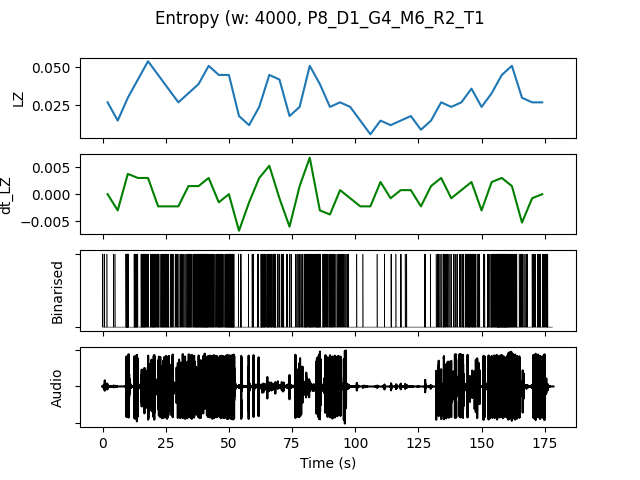 Entropy (w: 4000, P8_D1_G4_M6_R2_T1
0.050
0.025
LZ
0.005
0.000
−0.005
dt_LZ
Binarised
Audio
0 25 50 75 100 125 150 175
Time (s)